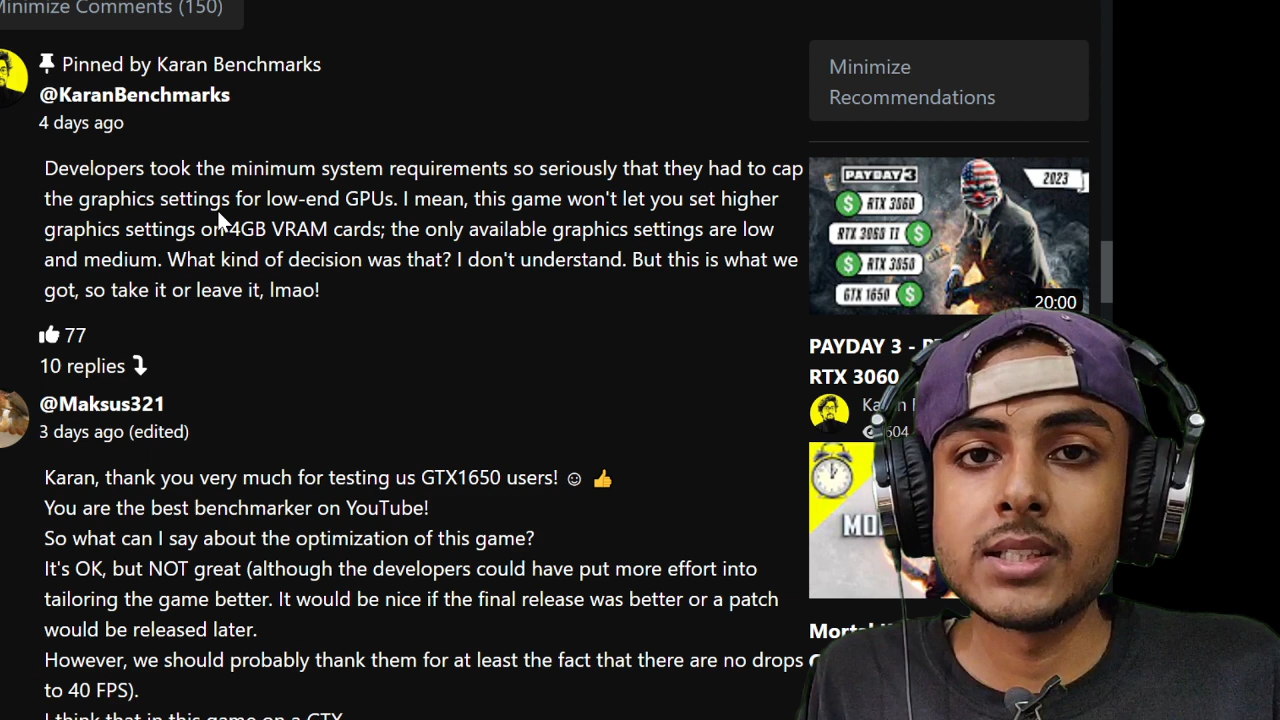 Minimize Comments (150)
Pinned by Karan Benchmarks
@KaranBenchmarks
4 days ago
Developers took the minimum system requirements so seriously that they had to cap
the graphics settings for low-end GPUs. I mean, this game won't let you set higher
graphics settings on 4GB VRAM cards; the only available graphics settings are low
and medium. What kind of decision was that? I don't understand. But this is what we
got, so take it or leave it, lmao!
77
10 replies
@Maksus321
3 days ago (edited)
Karan, thank you very much for testing us GTX1650 users! ☺ 👍
You are the best benchmarker on YouTube!
So what can I say about the optimization of this game?
It's OK, but NOT great (although the developers could have put more effort into
tailoring the game better. It would be nice if the final release was better or a patch
would be released later.
However, we should probably thank them for at least the fact that there are no drops
to 40 FPS).
I think that in this game on a GTX
Minimize
Recommendations
PAYDAY 3
2023
$ RTX 3060
RTX 3060 TI $
$ RTX 3050
GTX 1650 $
20:00
PAYDAY 3 -
RTX 3060
504